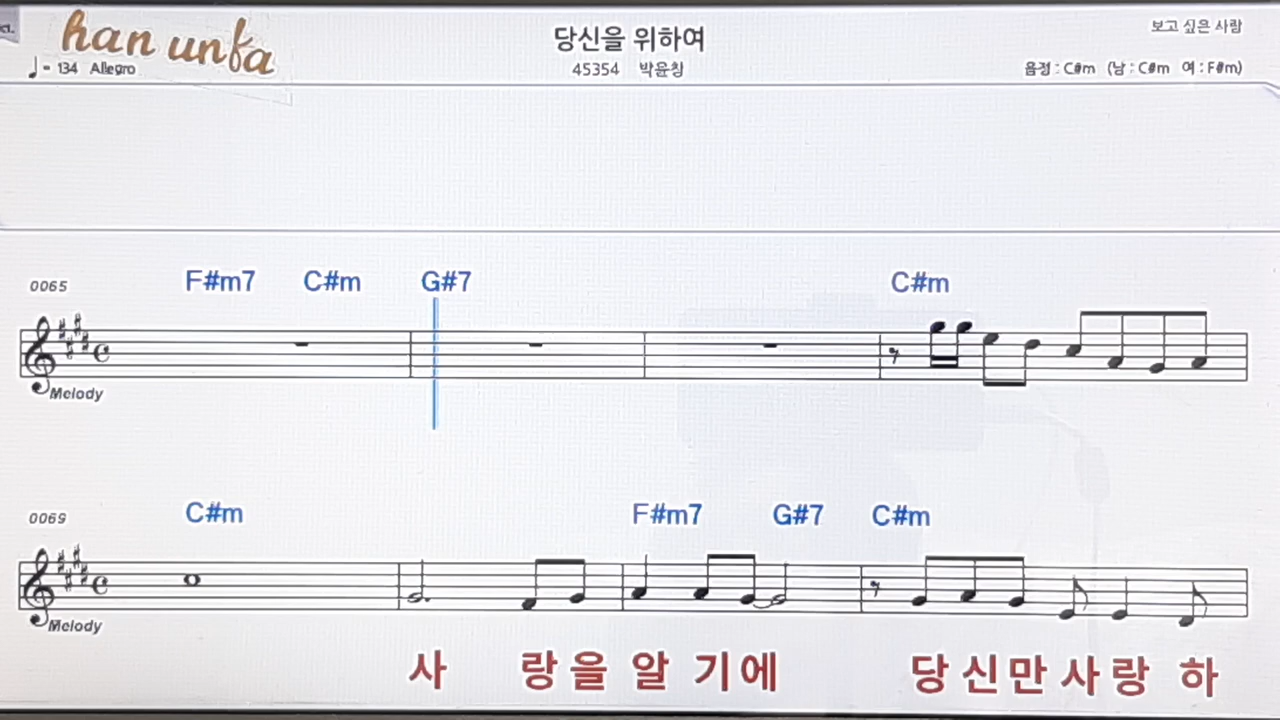 han unfa
당신을 위하여
보고 싶은 사람
♩= 134 Allegro
45354 박윤창
음정 : C#m (남 : C#m 여 : F#m)
0065 F#m7 C#m G#7 C#m
Melody
0069 C#m F#m7 G#7 C#m
Melody
사 랑을 알 기에 당신만 사랑 하